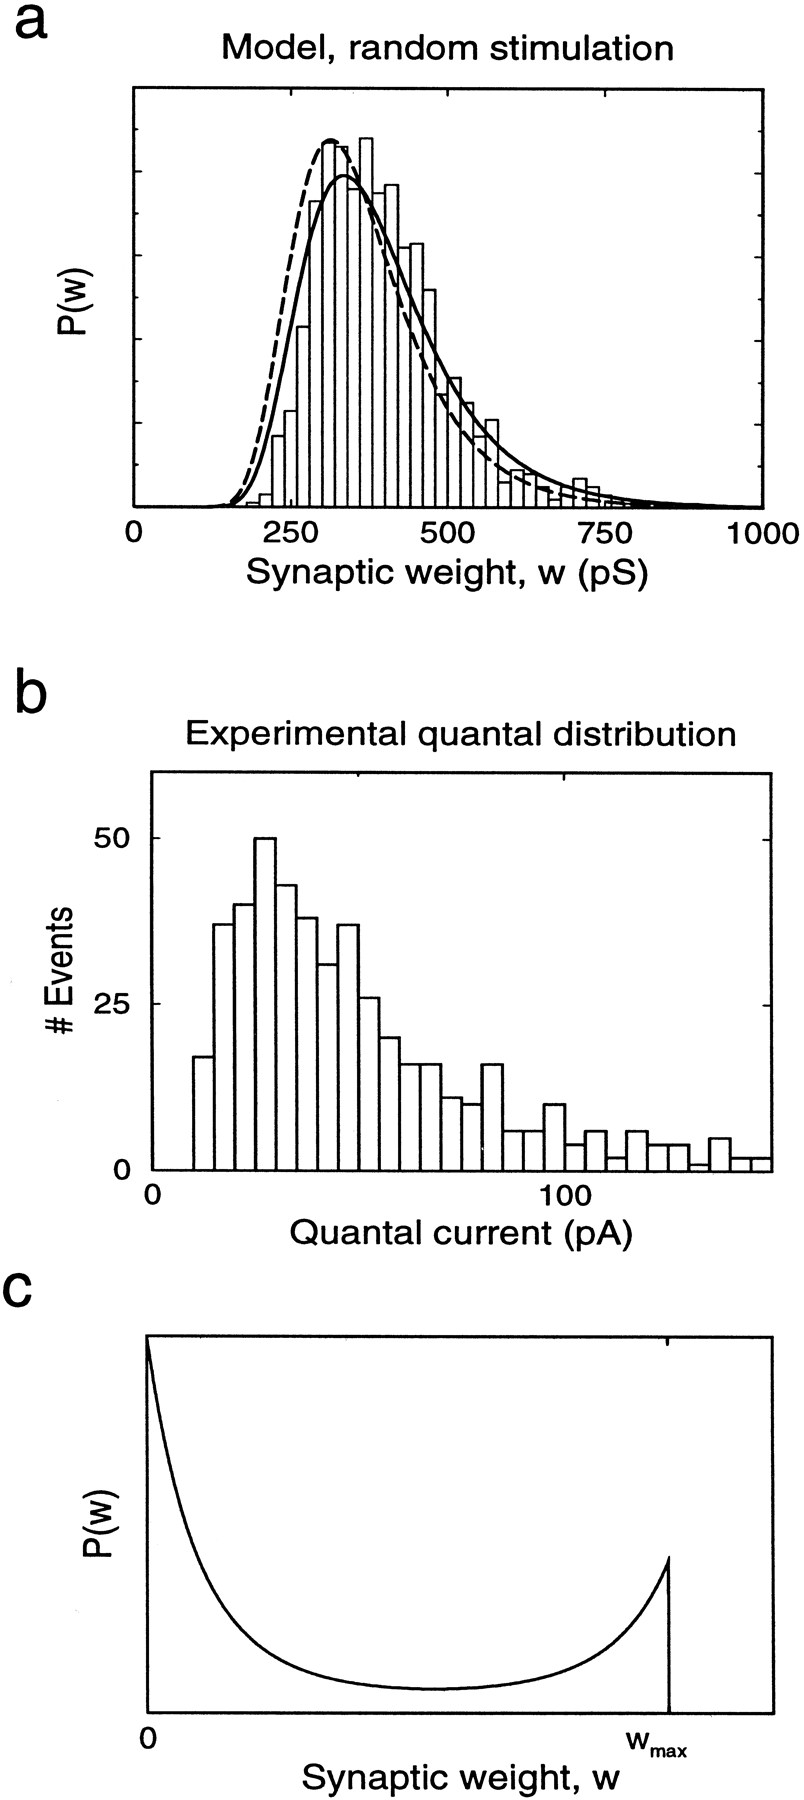 a
Model, random stimulation
P(w)
0 250 500 750 1000
Synaptic weight, w (pS)
b
Experimental quantal distribution
# Events
50
25
0
0 100
Quantal current (pA)
c
P(w)
0 wmax
Synaptic weight, w